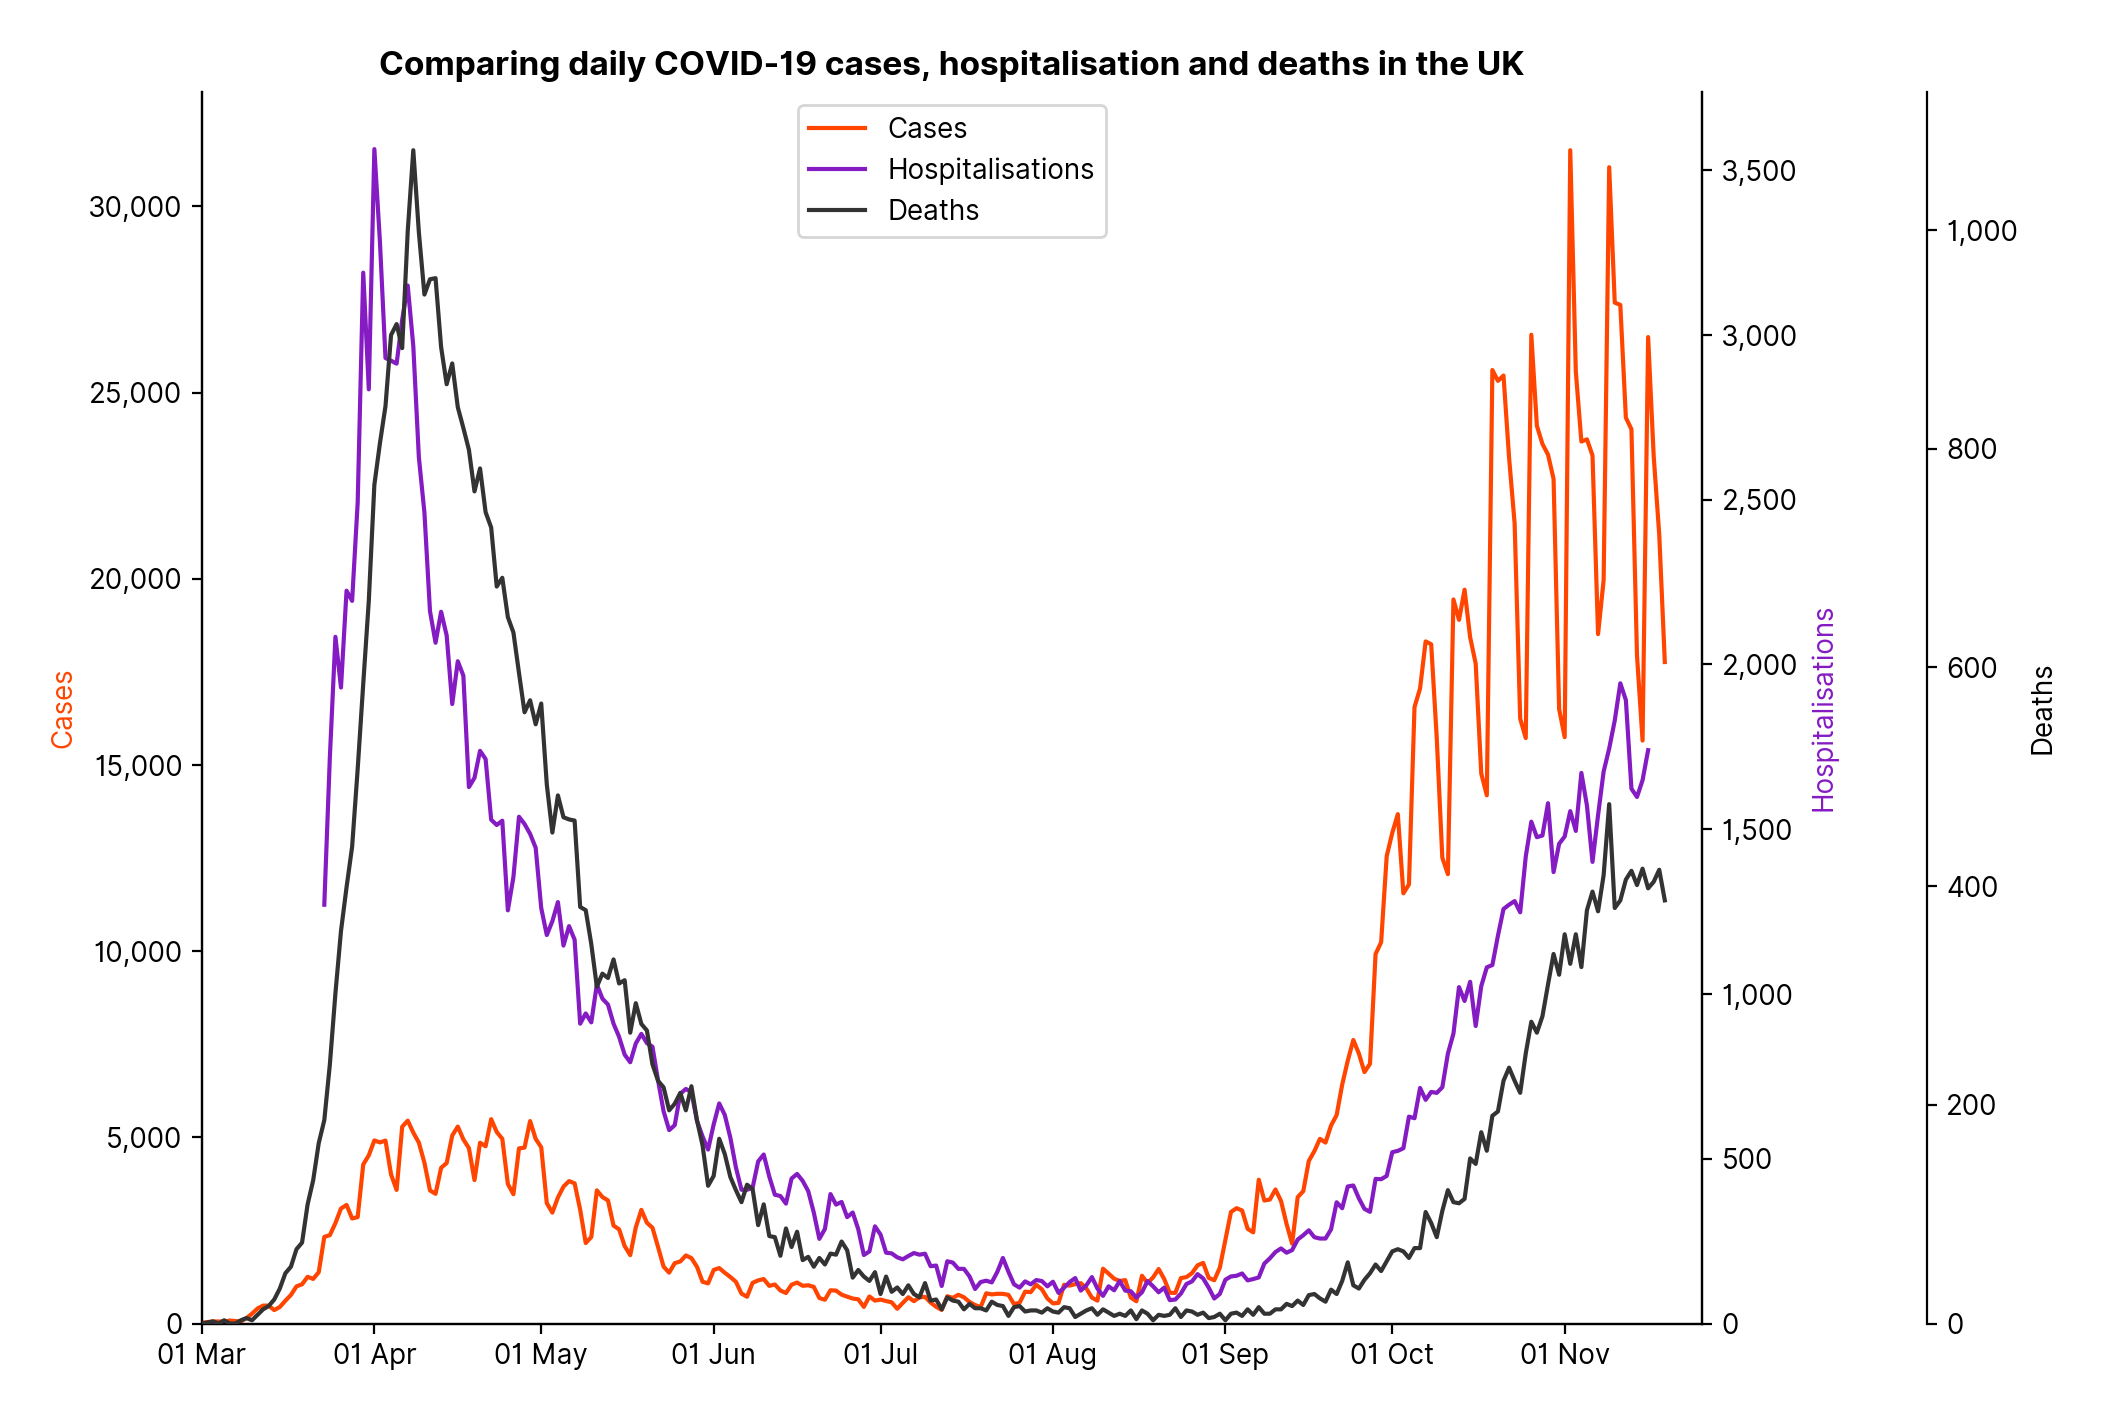 Comparing daily COVID-19 cases, hospitalisation and deaths in the UK
Cases
Hospitalisations
Deaths
30,000
25,000
20,000
15,000
10,000
5,000
0
Cases
3,500
3,000
2,500
2,000
1,500
1,000
500
0
Hospitalisations
1,000
800
600
400
200
0
Deaths
01 Mar 01 Apr 01 May 01 Jun 01 Jul 01 Aug 01 Sep 01 Oct 01 Nov